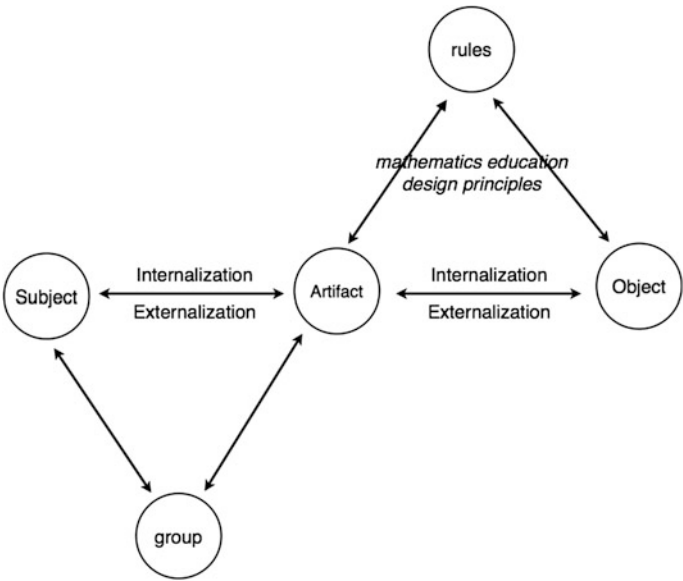 rules
mathematics education
design principles
Internalization
Internalization
Subject
Artifact
Object
Externalization
Externalization
group